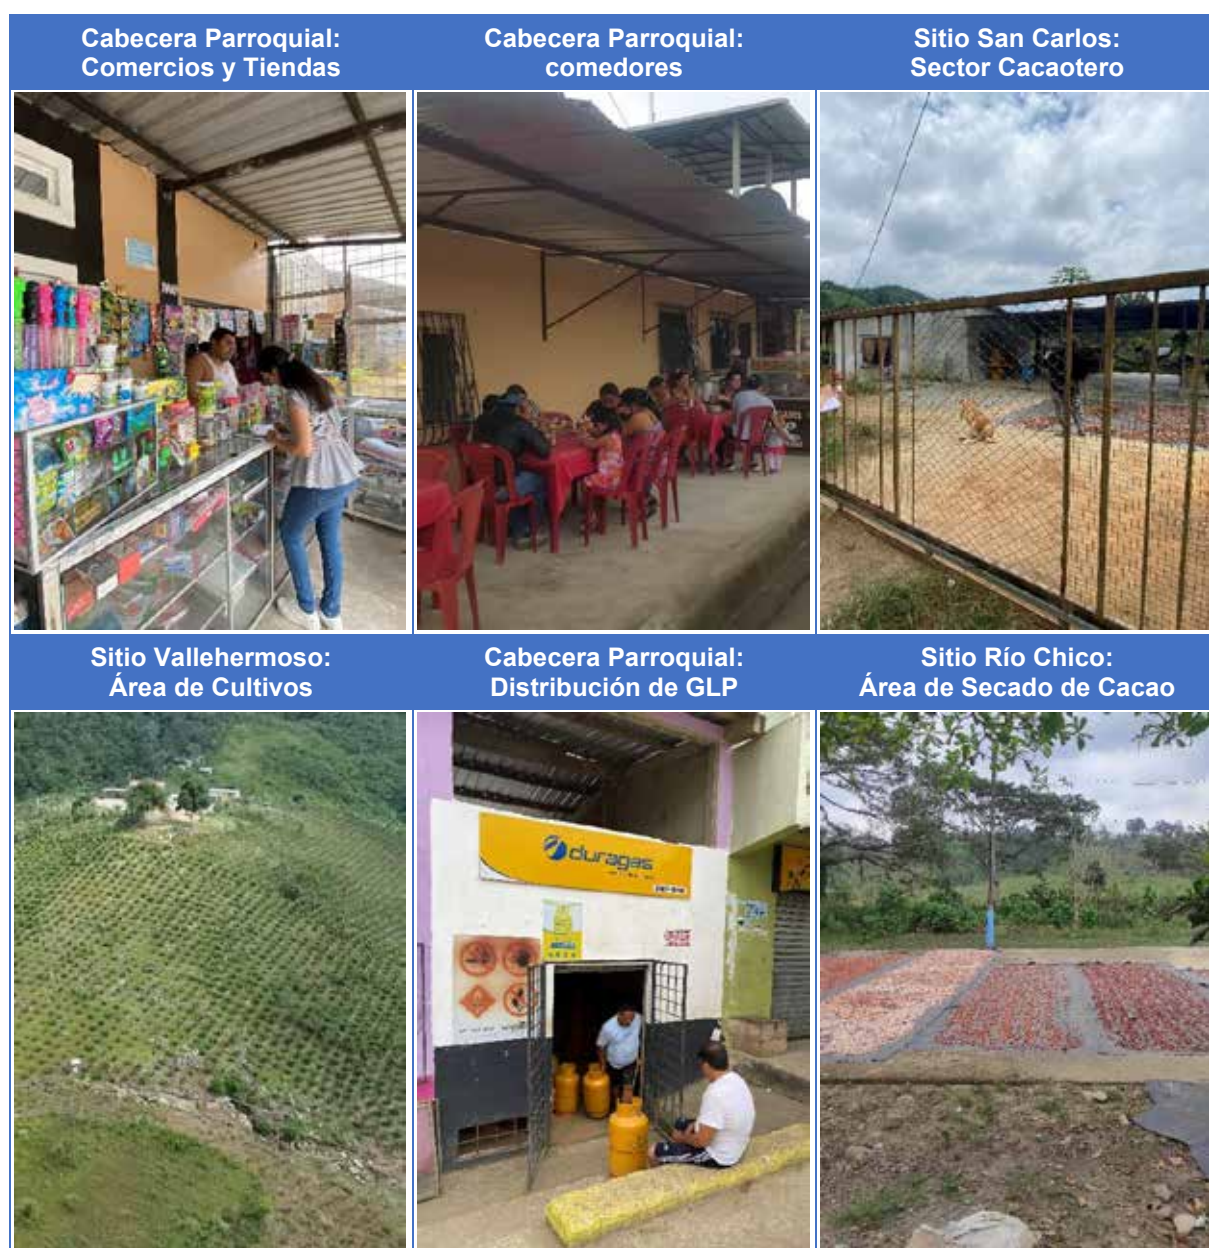 Cabecera Parroquial:
Comercios y Tiendas
Cabecera Parroquial:
comedores
Sitio San Carlos:
Sector Cacaotero
Sitio Vallehermoso:
Área de Cultivos
Cabecera Parroquial:
Distribución de GLP
Sitio Río Chico:
Área de Secado de Cacao
duragas